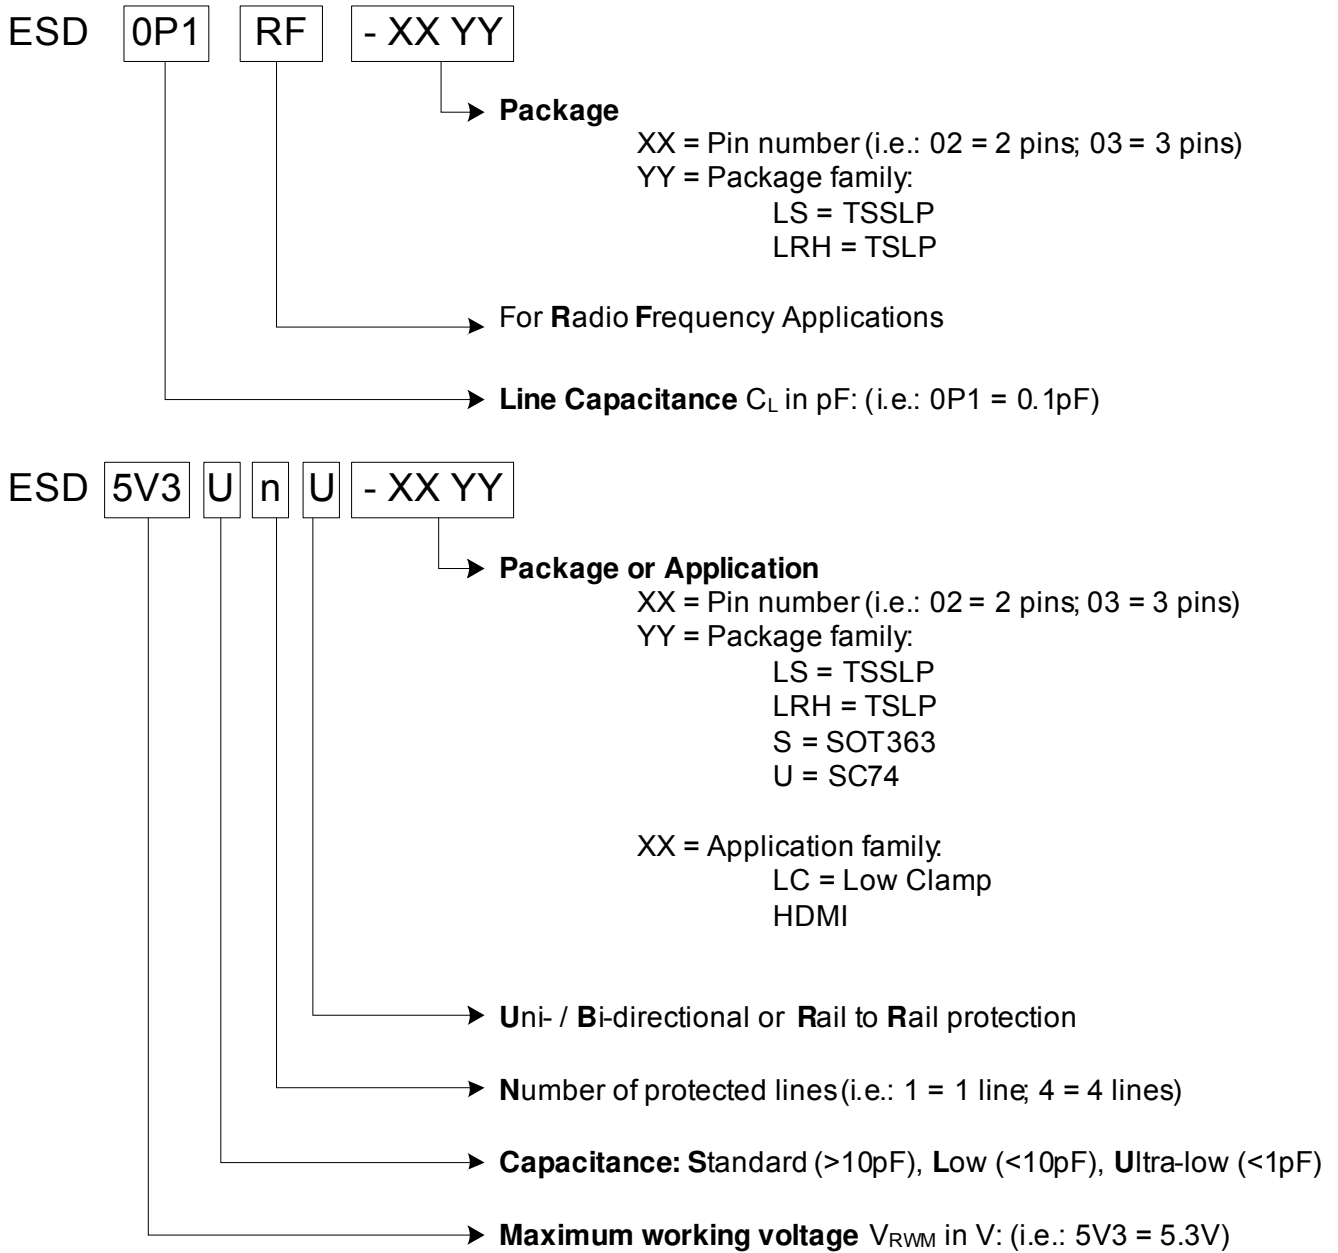 ESD 0P1 RF - XX YY
Package
XX = Pin number (i.e.: 02 = 2 pins; 03 = 3 pins)
YY = Package family:
LS = TSSLP
LRH = TSLP
For Radio Frequency Applications
Line Capacitance CL in pF: (i.e.: 0P1 = 0.1pF)
ESD 5V3 U n U - XX YY
Package or Application
XX = Pin number (i.e.: 02 = 2 pins; 03 = 3 pins)
YY = Package family:
LS = TSSLP
LRH = TSLP
S = SOT363
U = SC74
XX = Application family:
LC = Low Clamp
HDMI
Uni- / Bi-directional or Rail to Rail protection
Number of protected lines (i.e.: 1 = 1 line; 4 = 4 lines)
Capacitance: Standard (>10pF), Low (<10pF), Ultra-low (<1pF)
Maximum working voltage VRWM in V: (i.e.: 5V3 = 5.3V)